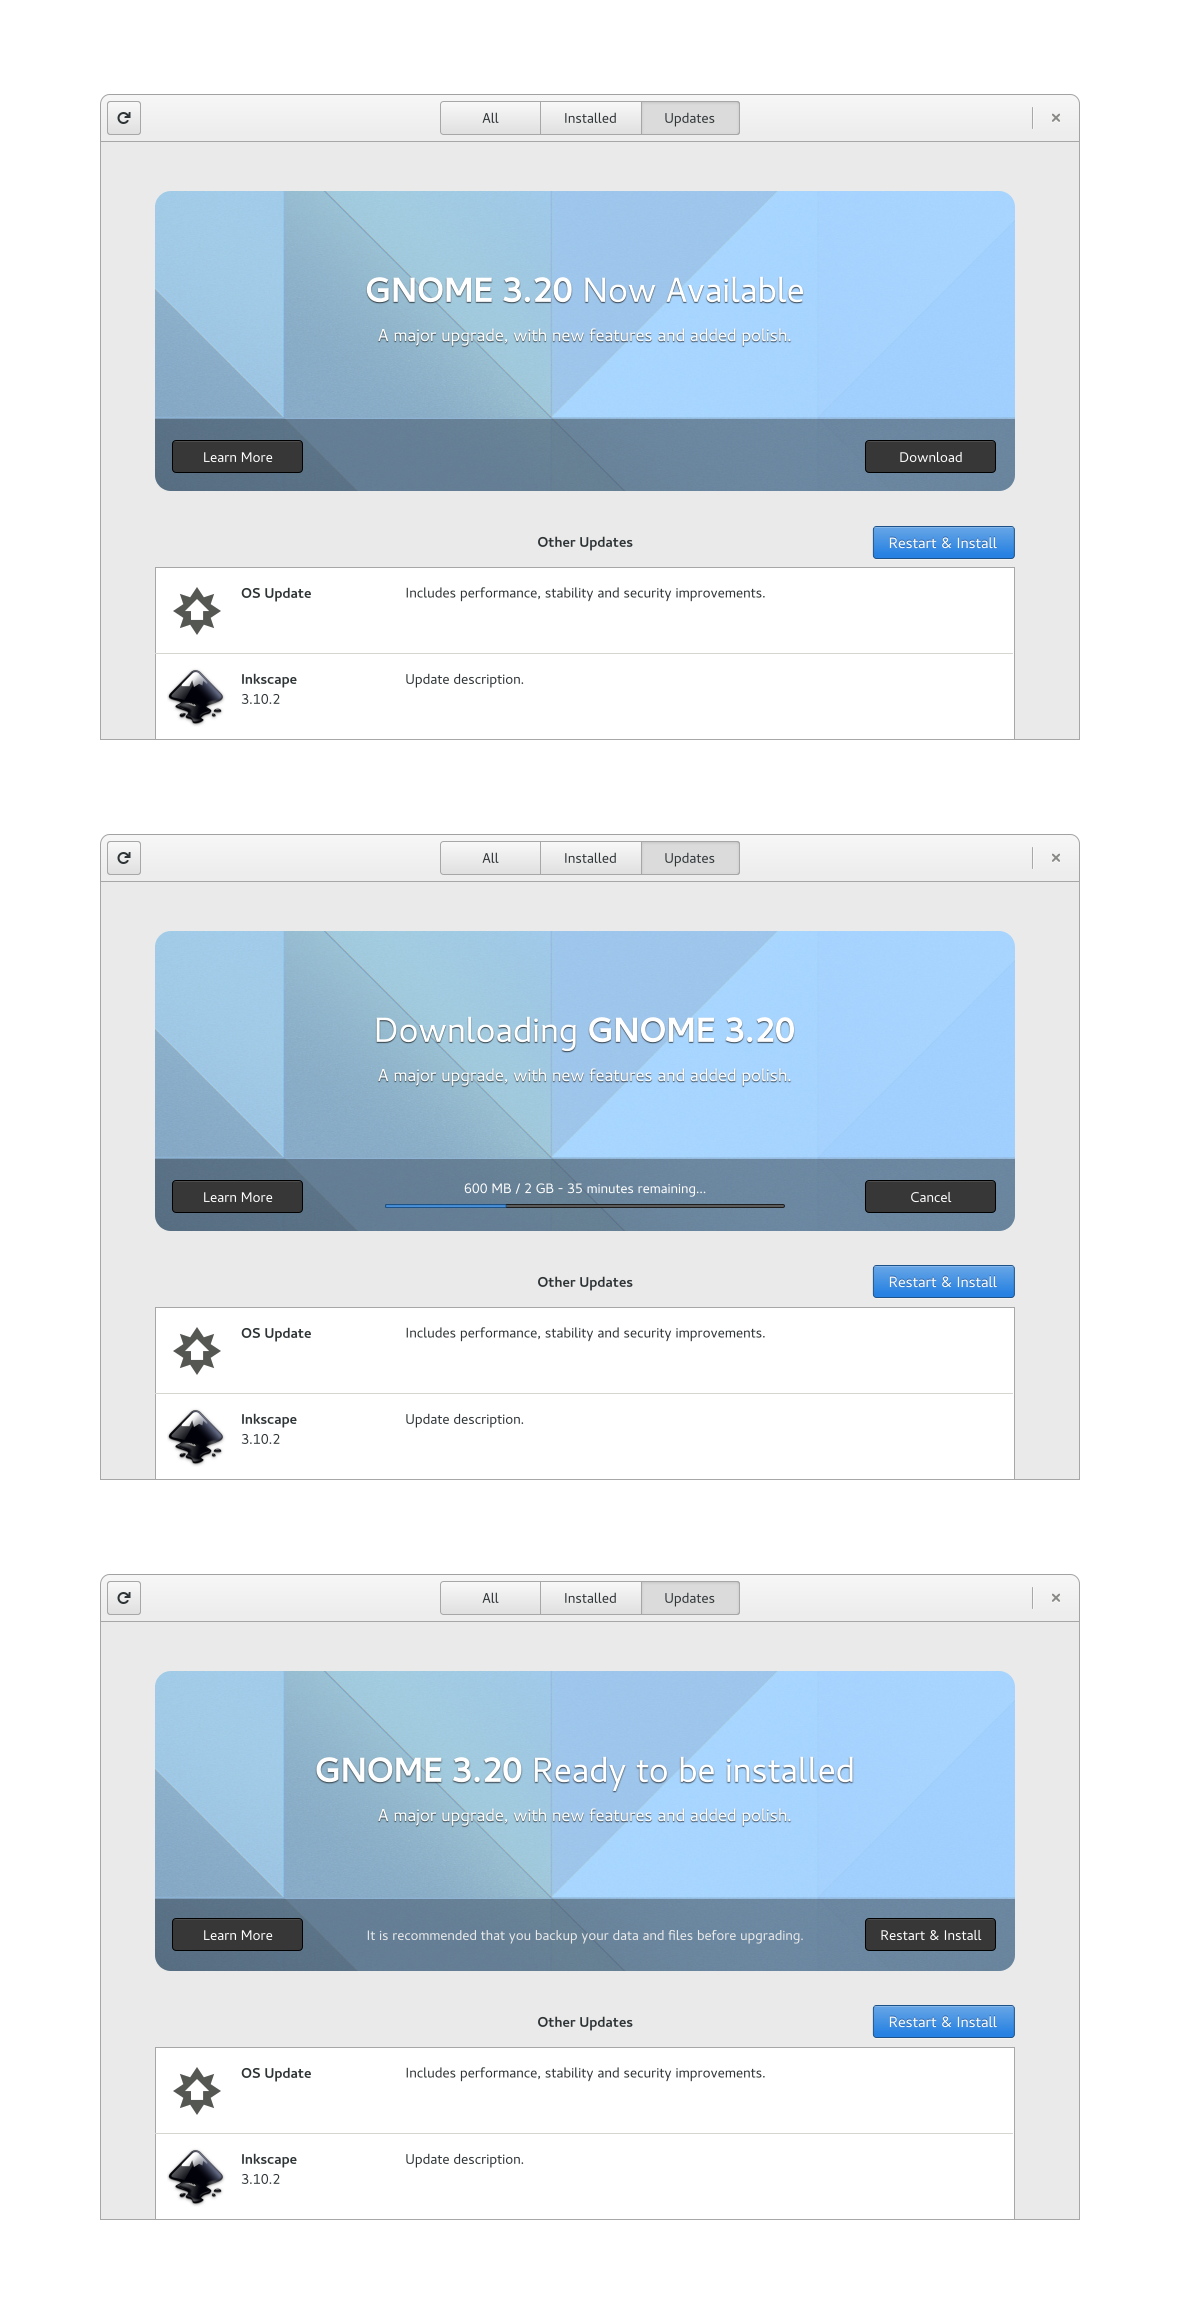 All Installed Updates
GNOME 3.20 Now Available
A major upgrade, with new features and added polish.
Learn More Download
Other Updates Restart & Install
OS Update Includes performance, stability and security improvements.
Inkscape Update description.
3.10.2
All Installed Updates
Downloading GNOME 3.20
A major upgrade, with new features and added polish.
600 MB / 2 GB - 35 minutes remaining...
Learn More Cancel
Other Updates Restart & Install
OS Update Includes performance, stability and security improvements.
Inkscape Update description.
3.10.2
All Installed Updates
GNOME 3.20 Ready to be installed
A major upgrade, with new features and added polish.
Learn More It is recommended that you backup your data and files before upgrading. Restart & Install
Other Updates Restart & Install
OS Update Includes performance, stability and security improvements.
Inkscape Update description.
3.10.2